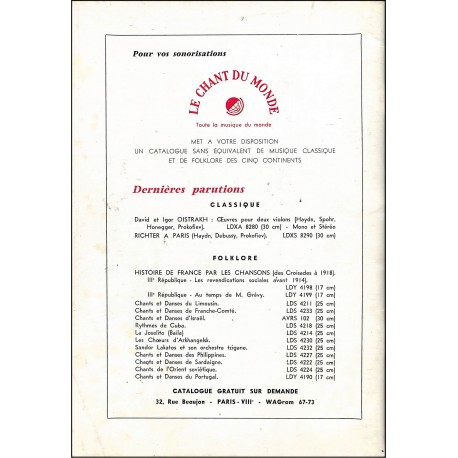 Pour vos sonorisations
LE CHANT DU MONDE
Toute la musique du monde
MET A VOTRE DISPOSITION
UN CATALOGUE SANS EQUIVALENT DE MUSIQUE CLASSIQUE
ET DE FOLKLORE DES CINQ CONTINENTS
Dernières parutions
CLASSIQUE
David et Igor OISTRAKH : Œuvres pour deux violons (Haydn, Spohr,
Honegger, Prokofiev). LDXA 8280 (30 cm) - Mono et Stéréo
RICHTER A PARIS (Haydn, Debussy, Prokofiev). LDXS 8290 (30 cm)
FOLKLORE
HISTOIRE DE FRANCE PAR LES CHANSONS (des Croisades à 1918).
IIIe République - Les revendications sociales avant 1914).
LDY 4198 (17 cm)
IIIe République - Au temps de M. Grévy. LDY 4199 (17 cm)
Chants et Danses du Limousin. LDS 4211 (25 cm)
Chants et Danses de Franche-Comté. LDS 4233 (25 cm)
Chants et Danses d'Israël. AVRS 102 (30 cm)
Rythmes de Cuba. LDS 4218 (25 cm)
La Joselito (Baile) LDS 4214 (25 cm)
Les Chœurs d'Arkhangelsk. LDS 4230 (25 cm)
Sandor Lakatos et son orchestre tzigane. LDS 4232 (25 cm)
Chants et Danses des Philippines. LDS 4227 (25 cm)
Chants et Danses de Sardaigne. LDS 4222 (25 cm)
Chants de l'Orient soviétique. LDS 4224 (25 cm)
Chants et Danses du Portugal. LDY 4190 (17 cm)
CATALOGUE GRATUIT SUR DEMANDE
32, Rue Beaujon - PARIS-VIIIe - WAGram 67-73